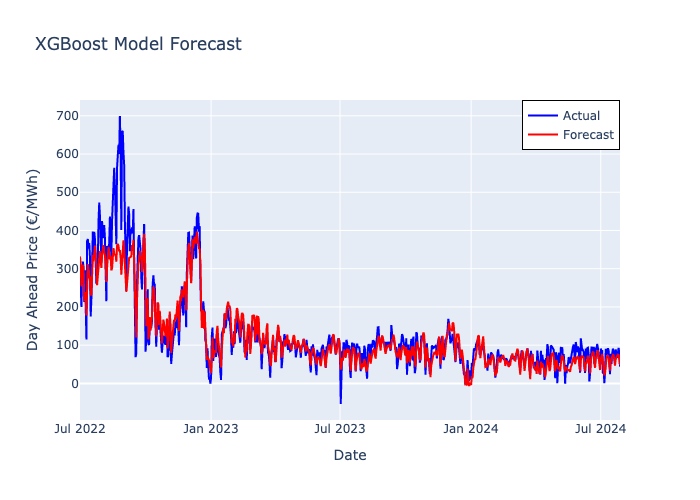 XGBoost Model Forecast
Actual
Forecast
Day Ahead Price (€/MWh)
700
600
500
400
300
200
100
0
Jul 2022
Jan 2023
Jul 2023
Jan 2024
Jul 2024
Date